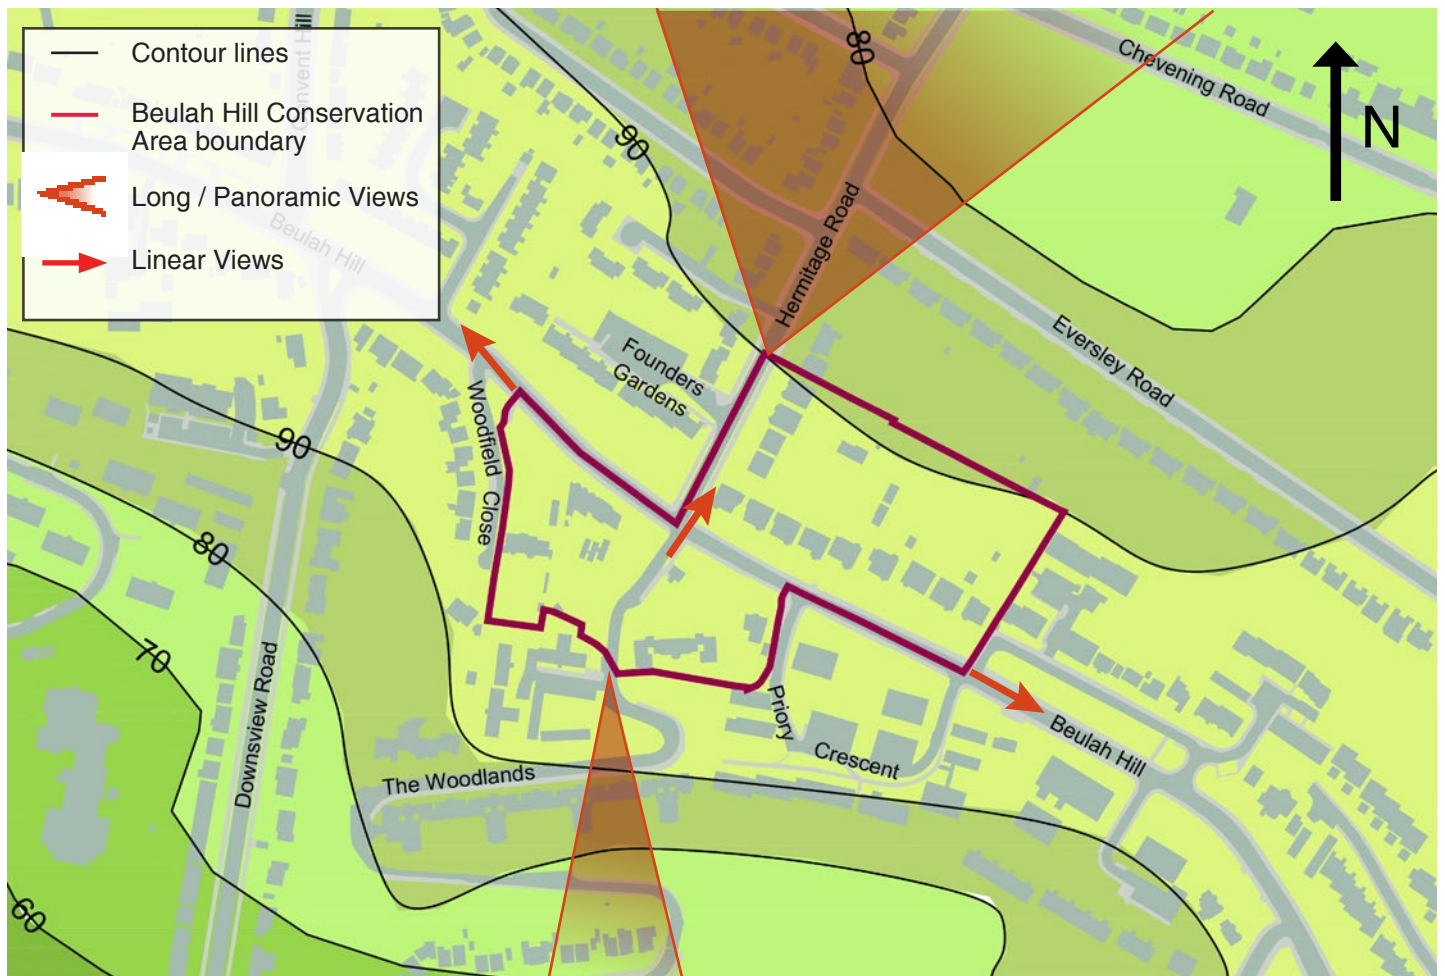 Contour lines
Beulah Hill Conservation
Area boundary
Long / Panoramic Views
Linear Views
Convent Hill
Beulah Hill
80
90
Chevening Road
N
Hermitage Road
Eversley Road
Founders
Gardens
Woodfield Close
90
80
70
60
Downsview Road
The Woodlands
Priory
Crescent
Beulah Hill